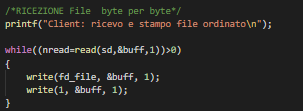 /*RICEZIONE File  byte per byte*/
printf("Client: ricevo e stampo file ordinato\n");
while((nread=read(sd,&buff,1))>0)
{
    write(fd_file, &buff, 1);
    write(1, &buff, 1);
}